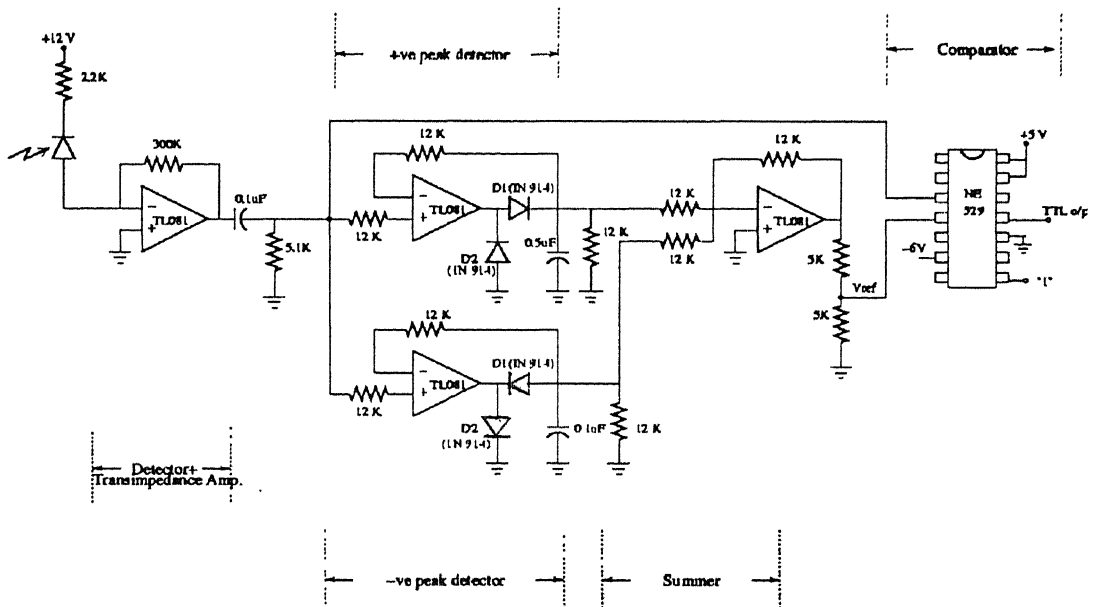 +12 V
2.2K
+ve peak detector
Comparator
300K
−
+
TL081
0.1uF
5.1K
12 K
12 K
−
+
TL081
D1(IN 914)
D2
(1N 914)
0.5uF
12 K
12 K
12 K
12 K
−
+
TL081
5K
Vref
5K
NE
529
+5 V
TTL o/p
−6V
"1"
12 K
12 K
−
+
TL081
D1(IN 914)
D2
(1N 914)
0.1uF
12 K
Detector+
Transimpedance Amp.
−ve peak detector
Summer